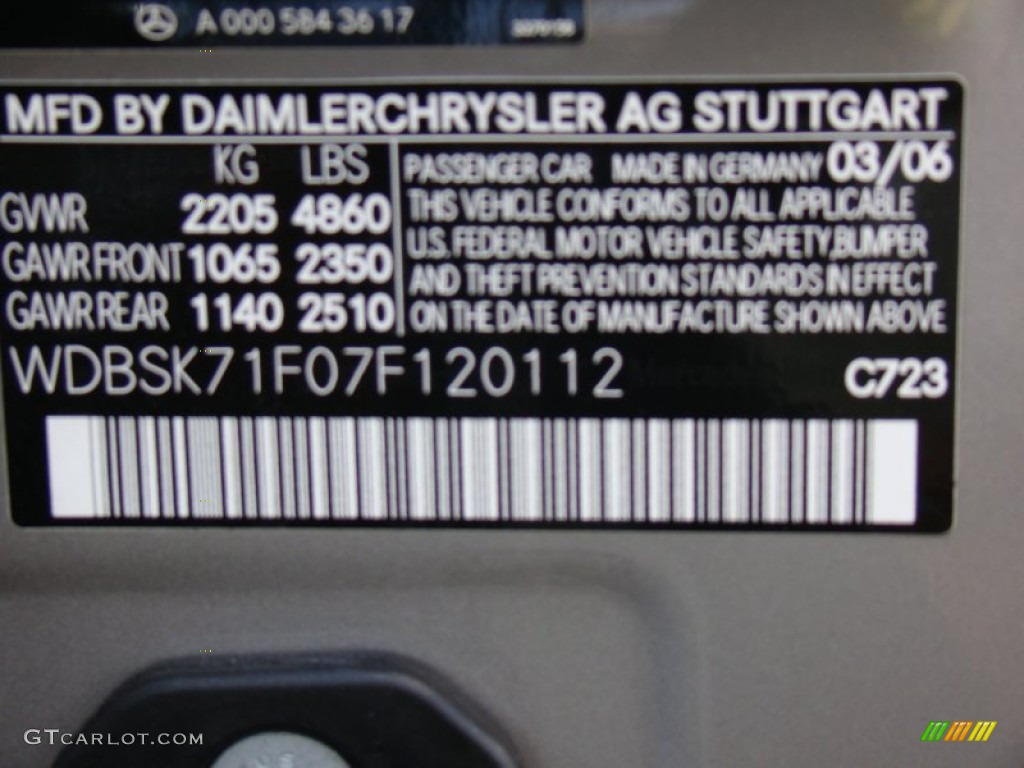 A 000 584 36 17
MFD BY DAIMLERCHRYSLER AG STUTTGART
KG LBS
GVWR 2205 4860
GAWR FRONT 1065 2350
GAWR REAR 1140 2510
PASSENGER CAR MADE IN GERMANY 03/06
THIS VEHICLE CONFORMS TO ALL APPLICABLE
U.S. FEDERAL MOTOR VEHICLE SAFETY,BUMPER
AND THEFT PREVENTION STANDARDS IN EFFECT
ON THE DATE OF MANUFACTURE SHOWN ABOVE
WDBSK71F07F120112 C723
GTCARLOT.COM